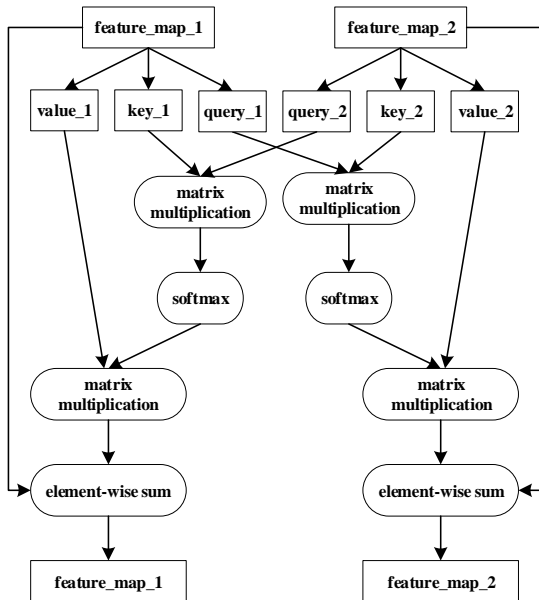 feature_map_1
feature_map_2
value_1
key_1
query_1
query_2
key_2
value_2
matrix
multiplication
matrix
multiplication
softmax
softmax
matrix
multiplication
matrix
multiplication
element-wise sum
element-wise sum
feature_map_1
feature_map_2